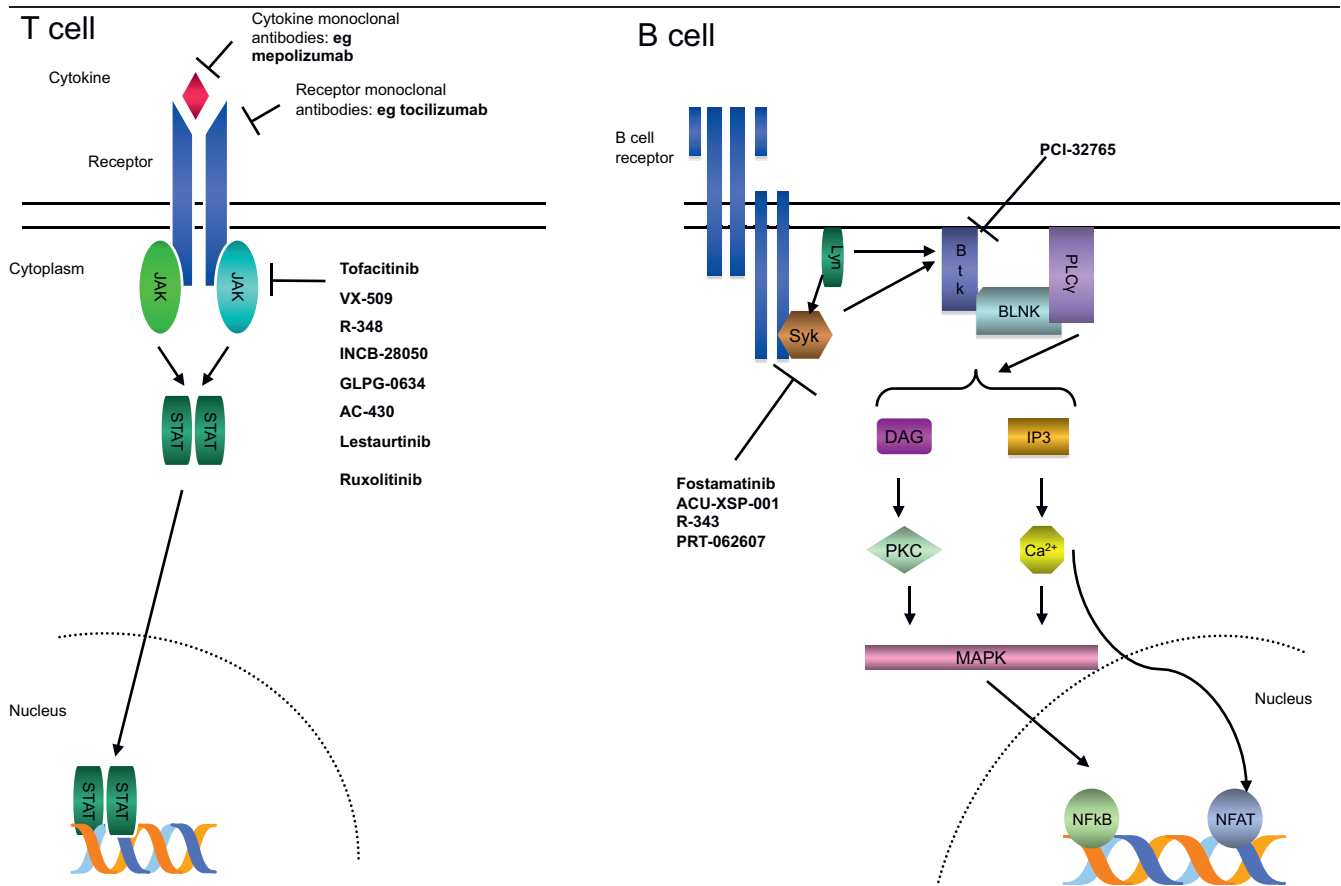 T cell
Cytokine monoclonal
antibodies: eg
mepolizumab
Cytokine
Receptor monoclonal
antibodies: eg tocilizumab
Receptor
Cytoplasm
JAK
JAK
Tofacitinib
VX-509
R-348
INCB-28050
GLPG-0634
AC-430
Lestaurtinib
Ruxolitinib
STAT
STAT
Nucleus
STAT
STAT
B cell
B cell
receptor
PCI-32765
Lyn
B
t
k
PLCγ
BLNK
Syk
DAG
IP3
Fostamatinib
ACU-XSP-001
R-343
PRT-062607
PKC
Ca²⁺
MAPK
Nucleus
NFkB
NFAT